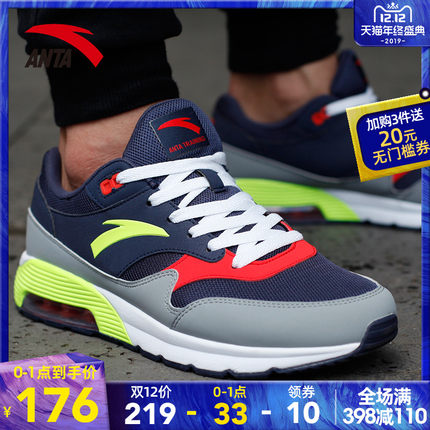 ANTA
12.12
天猫年终盛典
2019
加购3件送
20元
无门槛券
ANTA TRAINING
0-1点到手价
¥176
双12价 0-1点 领券
219 - 33 - 10
全场满
398减110